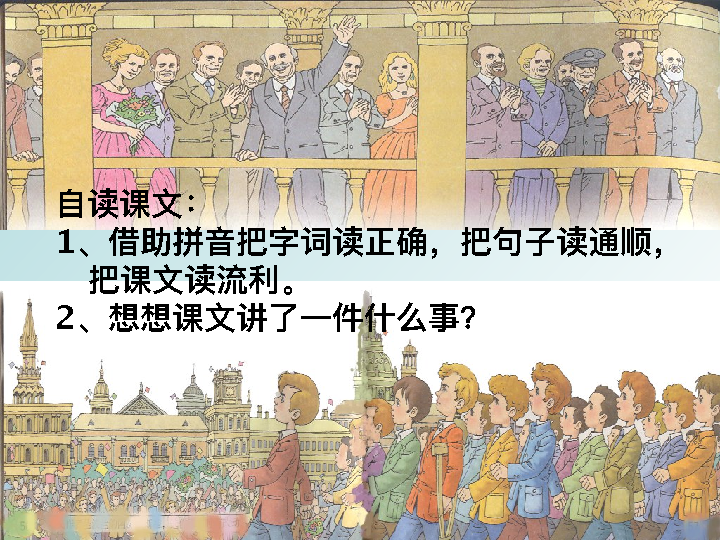 自读课文：
1、借助拼音把字词读正确，把句子读通顺，
把课文读流利。
2、想想课文讲了一件什么事？